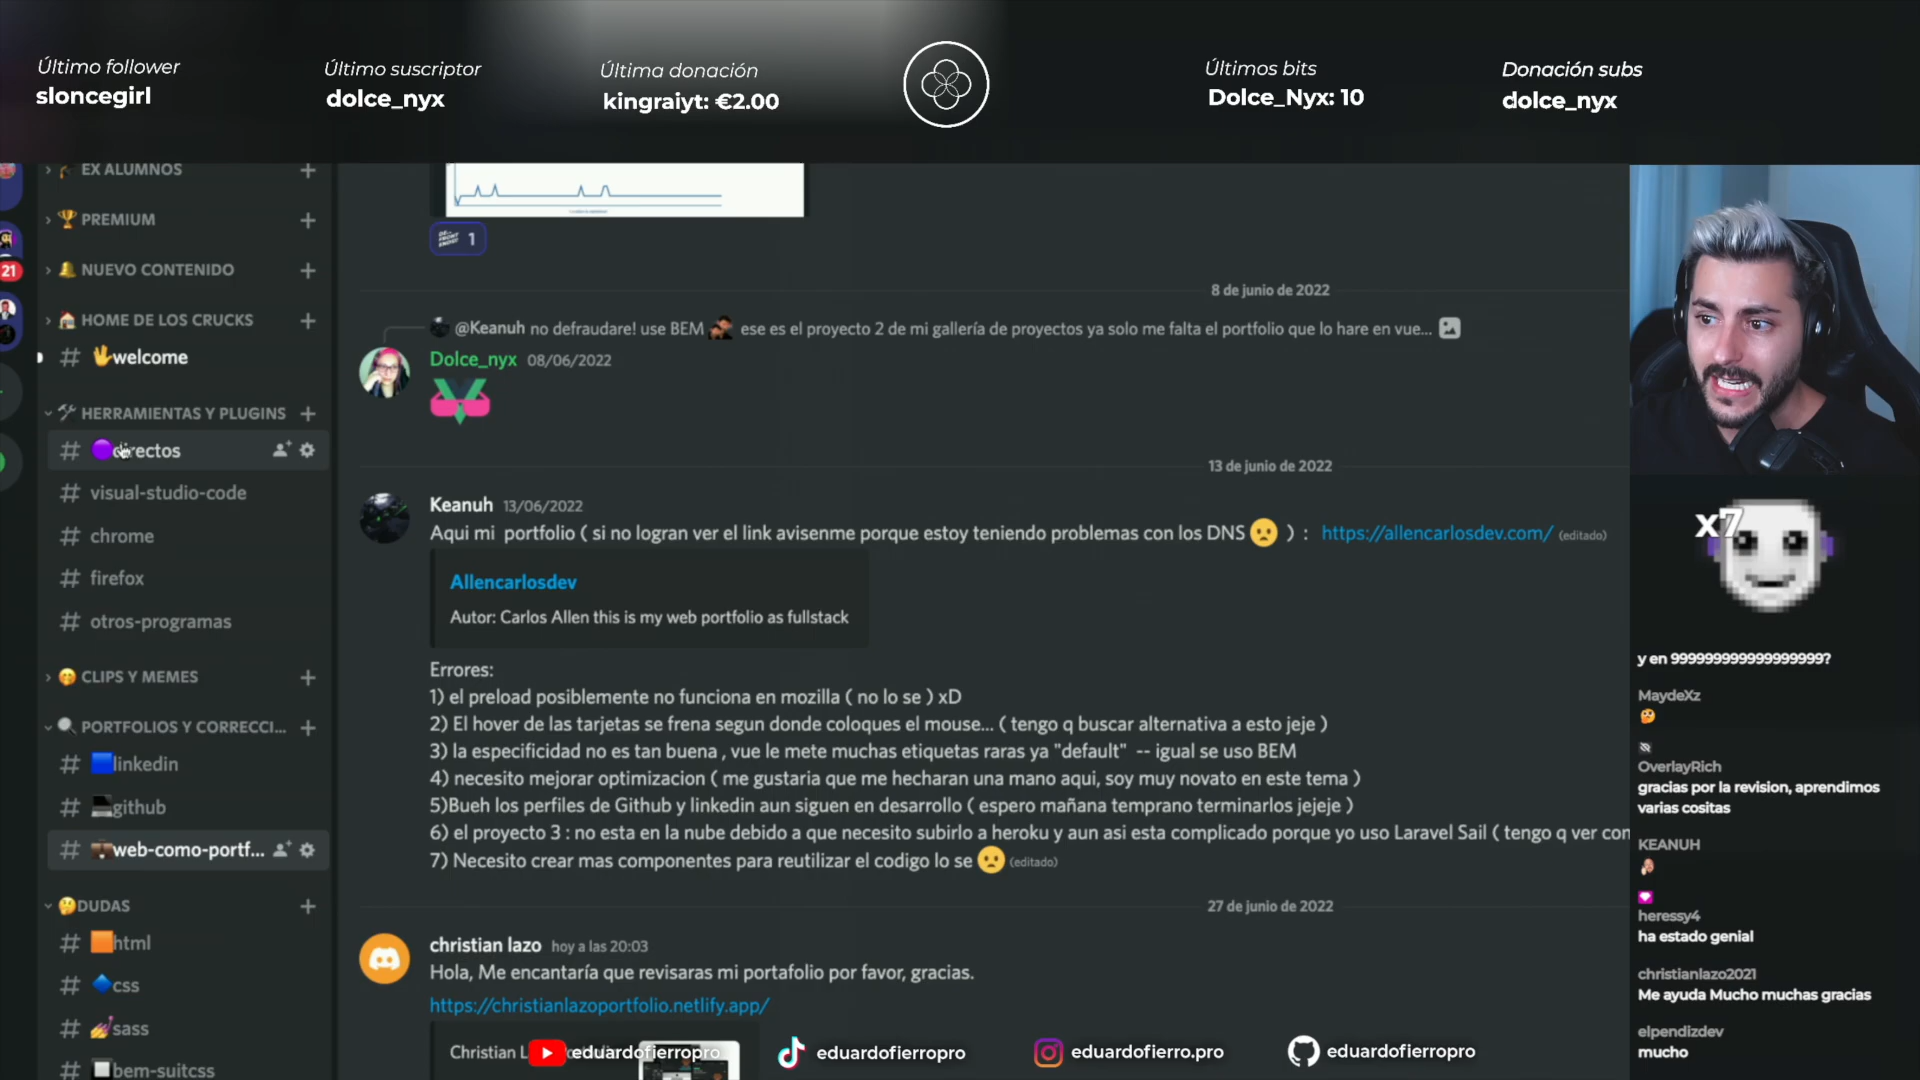 Último follower
sloncegirl
Último suscriptor
dolce_nyx
Última donación
kingraiyt: €2.00
Últimos bits
Dolce_Nyx: 10
Donación subs
dolce_nyx
EX ALUMNOS
PREMIUM
21
NUEVO CONTENIDO
HOME DE LOS CRUCKS
# welcome
HERRAMIENTAS Y PLUGINS
# directos
# visual-studio-code
# chrome
# firefox
# otros-programas
CLIPS Y MEMES
PORTFOLIOS Y CORRECCI...
# linkedin
# github
# web-como-portf...
DUDAS
# html
# css
# sass
# bem-suitcss
1
8 de junio de 2022
@Keanuh no defraudare! use BEM ese es el proyecto 2 de mi gallería de proyectos ya solo me falta el portfolio que lo hare en vue...
Dolce_nyx 08/06/2022
13 de junio de 2022
Keanuh 13/06/2022
Aqui mi portfolio ( si no logran ver el link avisenme porque estoy teniendo problemas con los DNS ) : https://allencarlosdev.com/ (editado)
Allencarlosdev
Autor: Carlos Allen this is my web portfolio as fullstack
Errores:
1) el preload posiblemente no funciona en mozilla ( no lo se ) xD
2) El hover de las tarjetas se frena segun donde coloques el mouse... ( tengo q buscar alternativa a esto jeje )
3) la especificidad no es tan buena , vue le mete muchas etiquetas raras ya "default" -- igual se uso BEM
4) necesito mejorar optimizacion ( me gustaria que me hecharan una mano aqui, soy muy novato en este tema )
5)Bueh los perfiles de Github y linkedin aun siguen en desarrollo ( espero mañana temprano terminarlos jejeje )
6) el proyecto 3 : no esta en la nube debido a que necesito subirlo a heroku y aun asi esta complicado porque yo uso Laravel Sail ( tengo q ver con
7) Necesito crear mas componentes para reutilizar el codigo lo se (editado)
27 de junio de 2022
christian lazo hoy a las 20:03
Hola, Me encantaría que revisaras mi portafolio por favor, gracias.
https://christianlazoportfolio.netlify.app/
Christian L
eduardofierropro
eduardofierropro
eduardofierro.pro
eduardofierropro
x7
y en 999999999999999999?
MaydeXz
OverlayRich
gracias por la revision, aprendimos
varias cositas
KEANUH
heressy4
ha estado genial
christianlazo2021
Me ayuda Mucho muchas gracias
elpendizdev
mucho